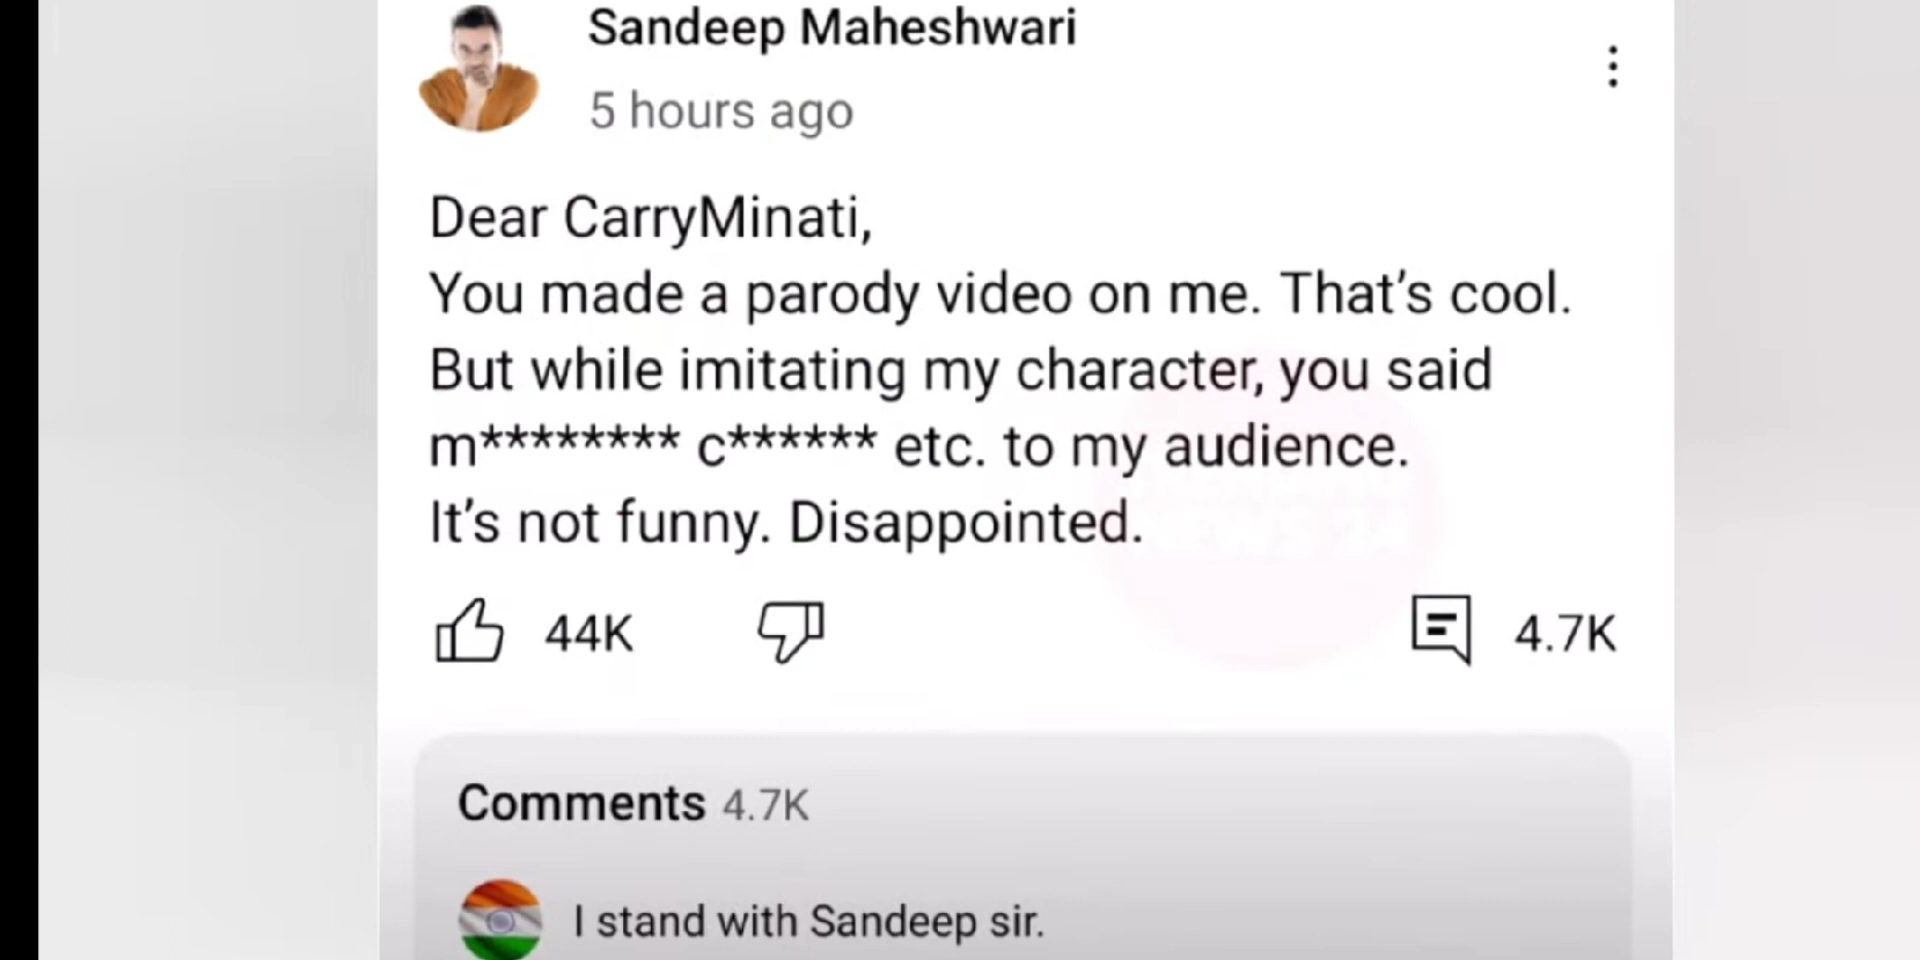 Sandeep Maheshwari
5 hours ago
Dear CarryMinati,
You made a parody video on me. That's cool.
But while imitating my character, you said
m******** c****** etc. to my audience.
It's not funny. Disappointed.
44K
4.7K
NEWS 24
Comments 4.7K
I stand with Sandeep sir.